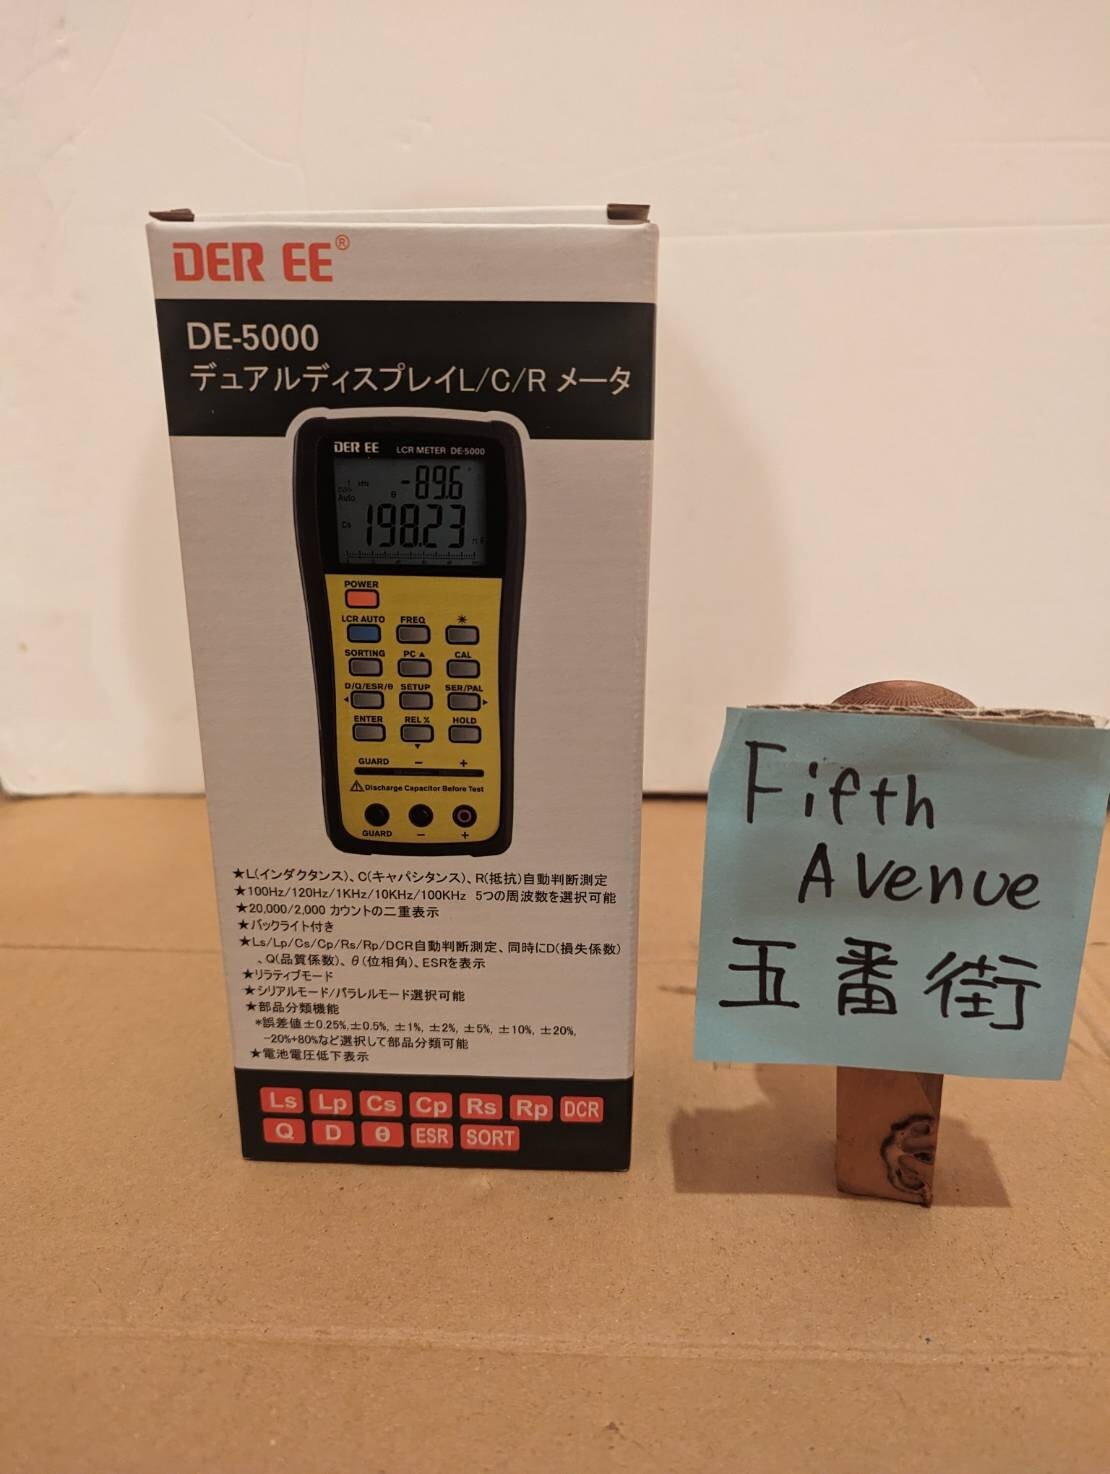 DER EE®
DE-5000
デュアルディスプレイL/C/R メータ
DER EE LCR METER DE-5000
-89.6
Auto θ
Cs 198.23
POWER
LCR AUTO FREQ ☀
SORTING PC▲ CAL
D/Q/ESR/θ SETUP SER/PAL
◀ ▶
ENTER REL% HOLD
▼
GUARD − +
⚠Discharge Capacitor Before Test
GUARD − +
★L(インダクタンス)、C(キャパシタンス)、R(抵抗)自動判断測定
★100Hz/120Hz/1KHz/10KHz/100KHz 5つの周波数を選択可能
★20,000/2,000 カウントの二重表示
★バックライト付き
★Ls/Lp/Cs/Cp/Rs/Rp/DCR自動判断測定、同時にD(損失係数)
、Q(品質係数)、θ(位相角)、ESRを表示
★リラティブモード
★シリアルモード/パラレルモード選択可能
★部品分類機能
*誤差値±0.25%,±0.5%, ±1%, ±2%, ±5%, ±10%, ±20%,
-20%+80%など選択して部品分類可能
★電池電圧低下表示
Ls Lp Cs Cp Rs Rp DCR
Q D θ ESR SORT
Fifth
Avenue
五番街